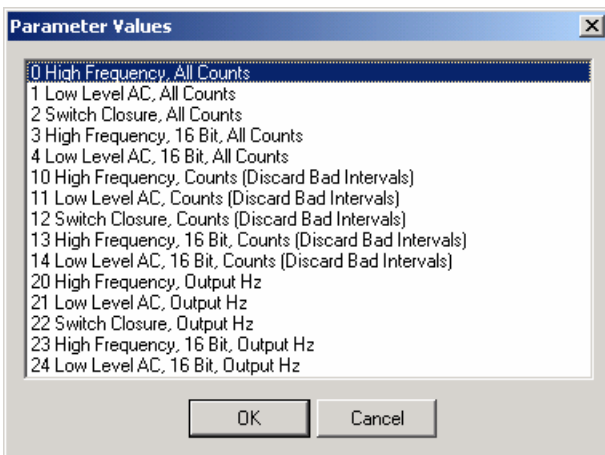 Parameter Values
0 High Frequency, All Counts
1 Low Level AC, All Counts
2 Switch Closure, All Counts
3 High Frequency, 16 Bit, All Counts
4 Low Level AC, 16 Bit, All Counts
10 High Frequency, Counts (Discard Bad Intervals)
11 Low Level AC, Counts (Discard Bad Intervals)
12 Switch Closure, Counts (Discard Bad Intervals)
13 High Frequency, 16 Bit, Counts (Discard Bad Intervals)
14 Low Level AC, 16 Bit, Counts (Discard Bad Intervals)
20 High Frequency, Output Hz
21 Low Level AC, Output Hz
22 Switch Closure, Output Hz
23 High Frequency, 16 Bit, Output Hz
24 Low Level AC, 16 Bit, Output Hz
OK Cancel